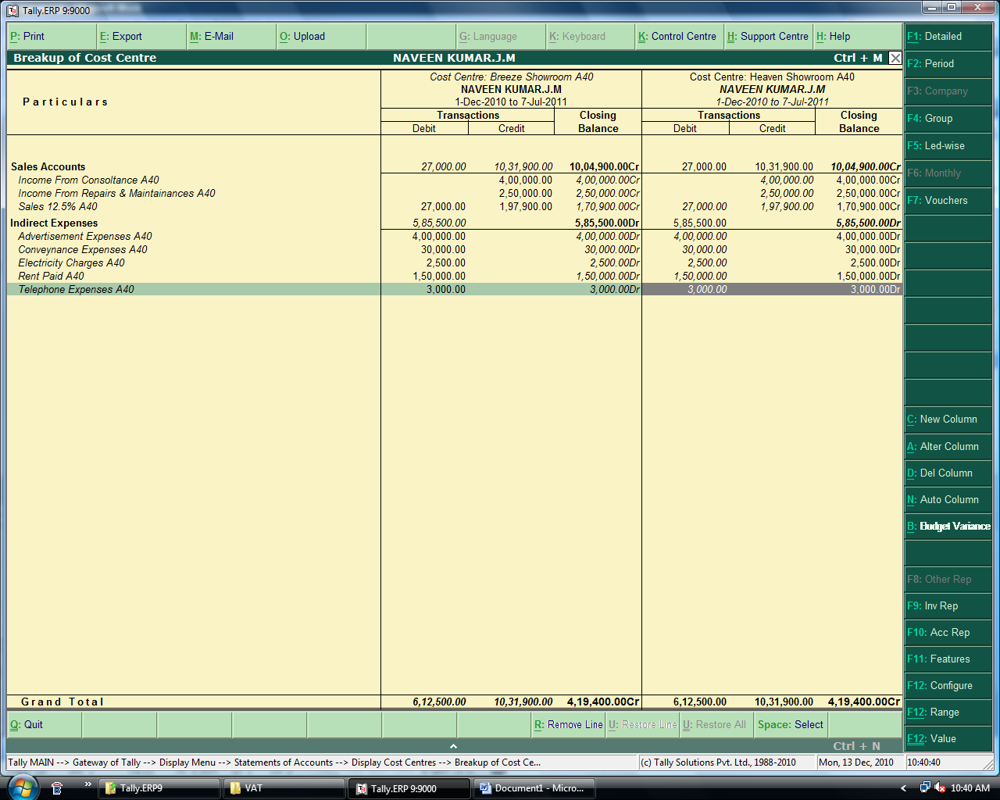 Tally.ERP 9:9000
P: Print E: Export M: E-Mail O: Upload G: Language K: Keyboard K: Control Centre H: Support Centre H: Help
Breakup of Cost Centre NAVEEN KUMAR.J.M Ctrl + M
Cost Centre: Breeze Showroom A40 Cost Centre: Heaven Showroom A40
NAVEEN KUMAR.J.M NAVEEN KUMAR.J.M
Particulars 1-Dec-2010 to 7-Jul-2011 1-Dec-2010 to 7-Jul-2011
Transactions Closing Transactions Closing
Debit Credit Balance Debit Credit Balance
Sales Accounts 27,000.00 10,31,900.00 10,04,900.00Cr 27,000.00 10,31,900.00 10,04,900.00Cr
Income From Consoltance A40 4,00,000.00 4,00,000.00Cr 4,00,000.00 4,00,000.00Cr
Income From Repairs & Maintainances A40 2,50,000.00 2,50,000.00Cr 2,50,000.00 2,50,000.00Cr
Sales 12.5% A40 27,000.00 1,97,900.00 1,70,900.00Cr 27,000.00 1,97,900.00 1,70,900.00Cr
Indirect Expenses 5,85,500.00 5,85,500.00Dr 5,85,500.00 5,85,500.00Dr
Advertisement Expenses A40 4,00,000.00 4,00,000.00Dr 4,00,000.00 4,00,000.00Dr
Conveynance Expenses A40 30,000.00 30,000.00Dr 30,000.00 30,000.00Dr
Electricity Charges A40 2,500.00 2,500.00Dr 2,500.00 2,500.00Dr
Rent Paid A40 1,50,000.00 1,50,000.00Dr 1,50,000.00 1,50,000.00Dr
Telephone Expenses A40 3,000.00 3,000.00Dr 3,000.00 3,000.00Dr
Grand Total 6,12,500.00 10,31,900.00 4,19,400.00Cr 6,12,500.00 10,31,900.00 4,19,400.00Cr
F1: Detailed
F2: Period
F3: Company
F4: Group
F5: Led-wise
F6: Monthly
F7: Vouchers
C: New Column
A: Alter Column
D: Del Column
N: Auto Column
B: Budget Variance
F8: Other Rep
F9: Inv Rep
F10: Acc Rep
F11: Features
F12: Configure
F12: Range
F12: Value
Q: Quit R: Remove Line U: Restore Line U: Restore All Space: Select
Ctrl + N
Tally MAIN --> Gateway of Tally --> Display Menu --> Statements of Accounts --> Display Cost Centres --> Breakup of Cost Ce... (c) Tally Solutions Pvt. Ltd., 1988-2010 Mon, 13 Dec, 2010 10:40:40
Tally.ERP9 VAT Tally.ERP 9:9000 Document1 - Micro... 10:40 AM